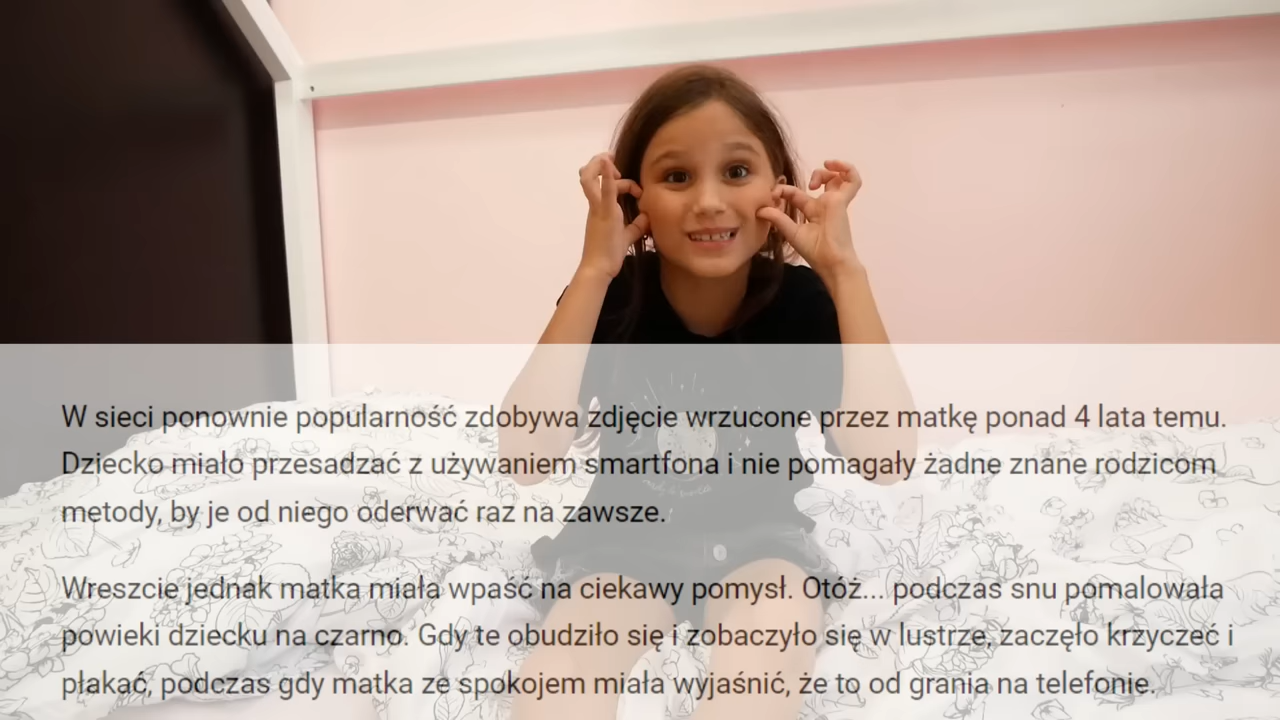 W sieci ponownie popularność zdobywa zdjęcie wrzucone przez matkę ponad 4 lata temu.
Dziecko miało przesadzać z używaniem smartfona i nie pomagały żadne znane rodzicom
metody, by je od niego oderwać raz na zawsze.
Wreszcie jednak matka miała wpaść na ciekawy pomysł. Otóż... podczas snu pomalowała
powieki dziecku na czarno. Gdy te obudziło się i zobaczyło się w lustrze, zaczęło krzyczeć i
płakać, podczas gdy matka ze spokojem miała wyjaśnić, że to od grania na telefonie.